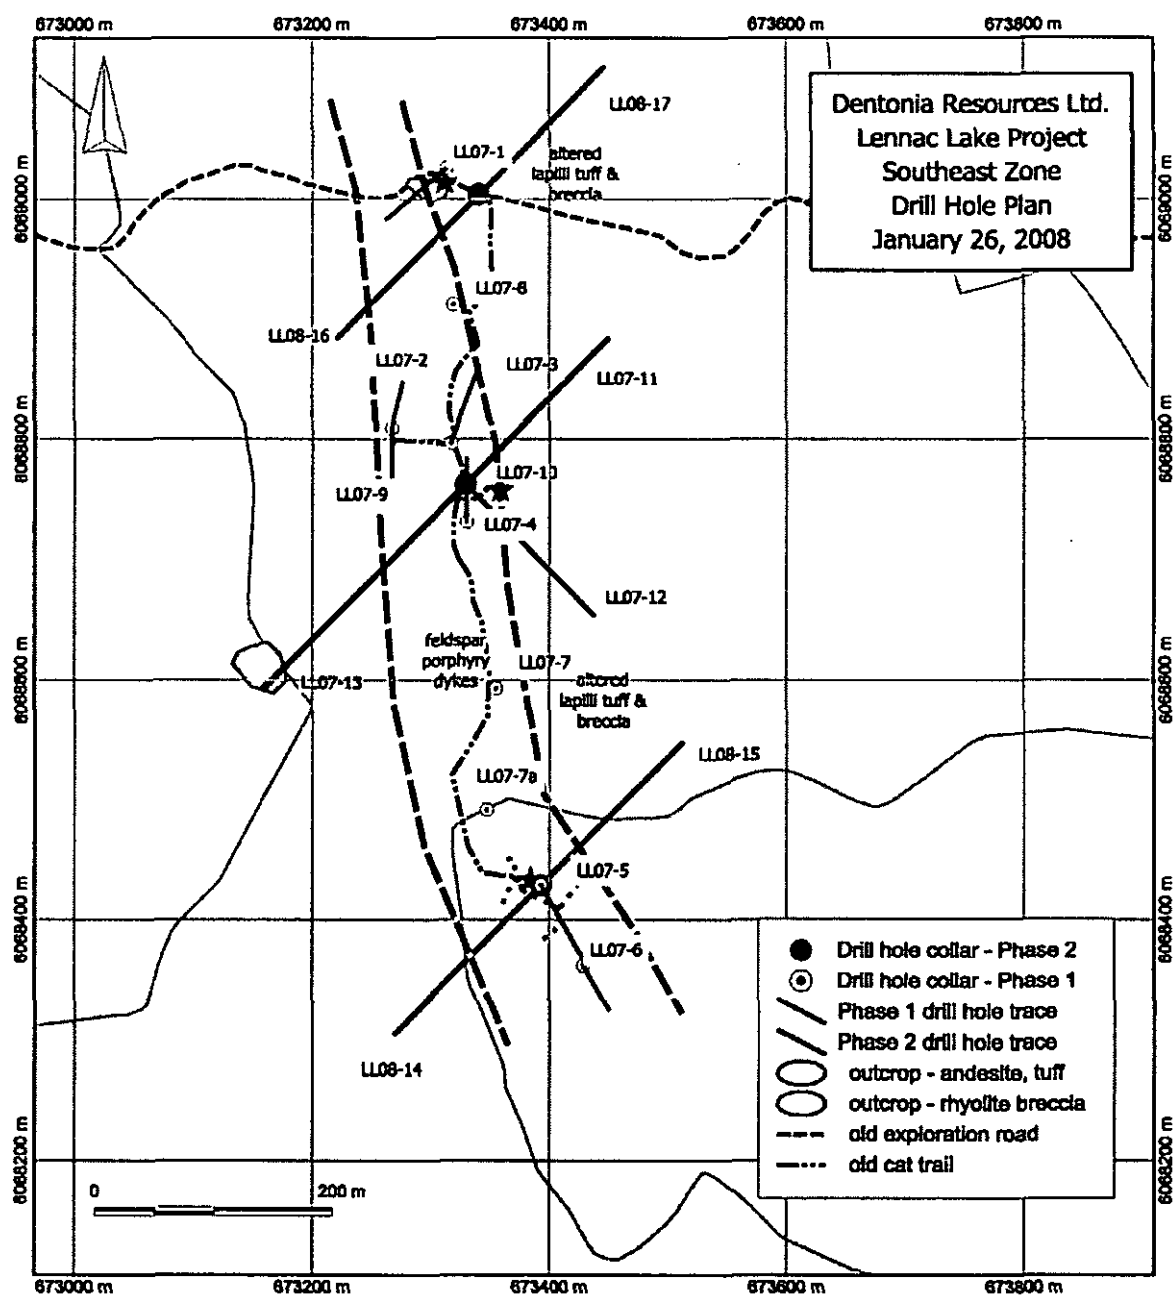 673000 m
673200 m
673400 m
673600 m
673800 m
Dentonia Resources Ltd.
Lennac Lake Project
Southeast Zone
Drill Hole Plan
January 26, 2008
LL08-17
LL07-1
altered
lapilli tuff &
breccia
6069000 m
6069000 m
LL07-8
LL08-16
LL07-2
LL07-3
LL07-11
6068800 m
6068800 m
LL07-10
LL07-9
LL07-4
LL07-12
feldspar
porphyry
dykes
LL07-7
LL07-13
altered
lapilli tuff &
breccia
6068600 m
6068600 m
LL08-15
LL07-7a
LL07-5
6068400 m
6068400 m
LL07-6
LL08-14
Drill hole collar - Phase 2
Drill hole collar - Phase 1
Phase 1 drill hole trace
Phase 2 drill hole trace
outcrop - andesite, tuff
outcrop - rhyolite breccia
old exploration road
old cat trail
6068200 m
6068200 m
0
200 m
673000 m
673200 m
673400 m
673600 m
673800 m